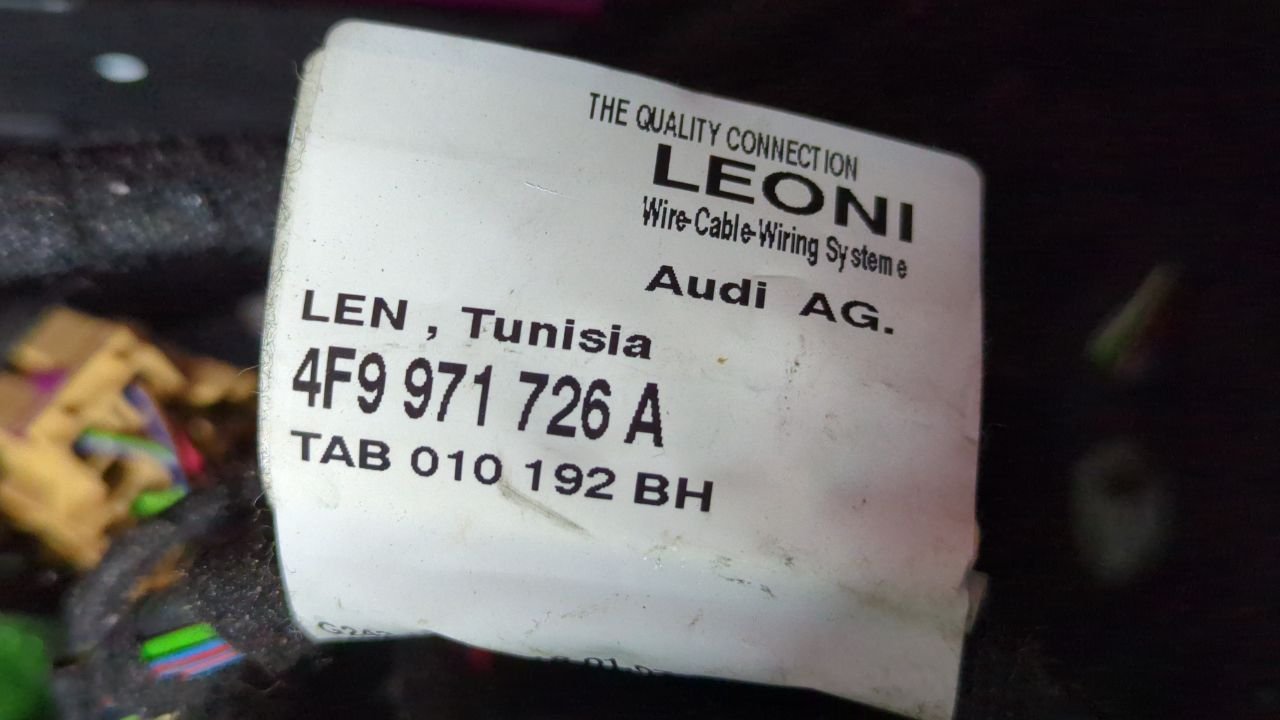 THE QUALITY CONNECTION
LEONI
Wire-Cable-Wiring Systeme
Audi AG.
LEN , Tunisia
4F9 971 726 A
TAB 010 192 BH